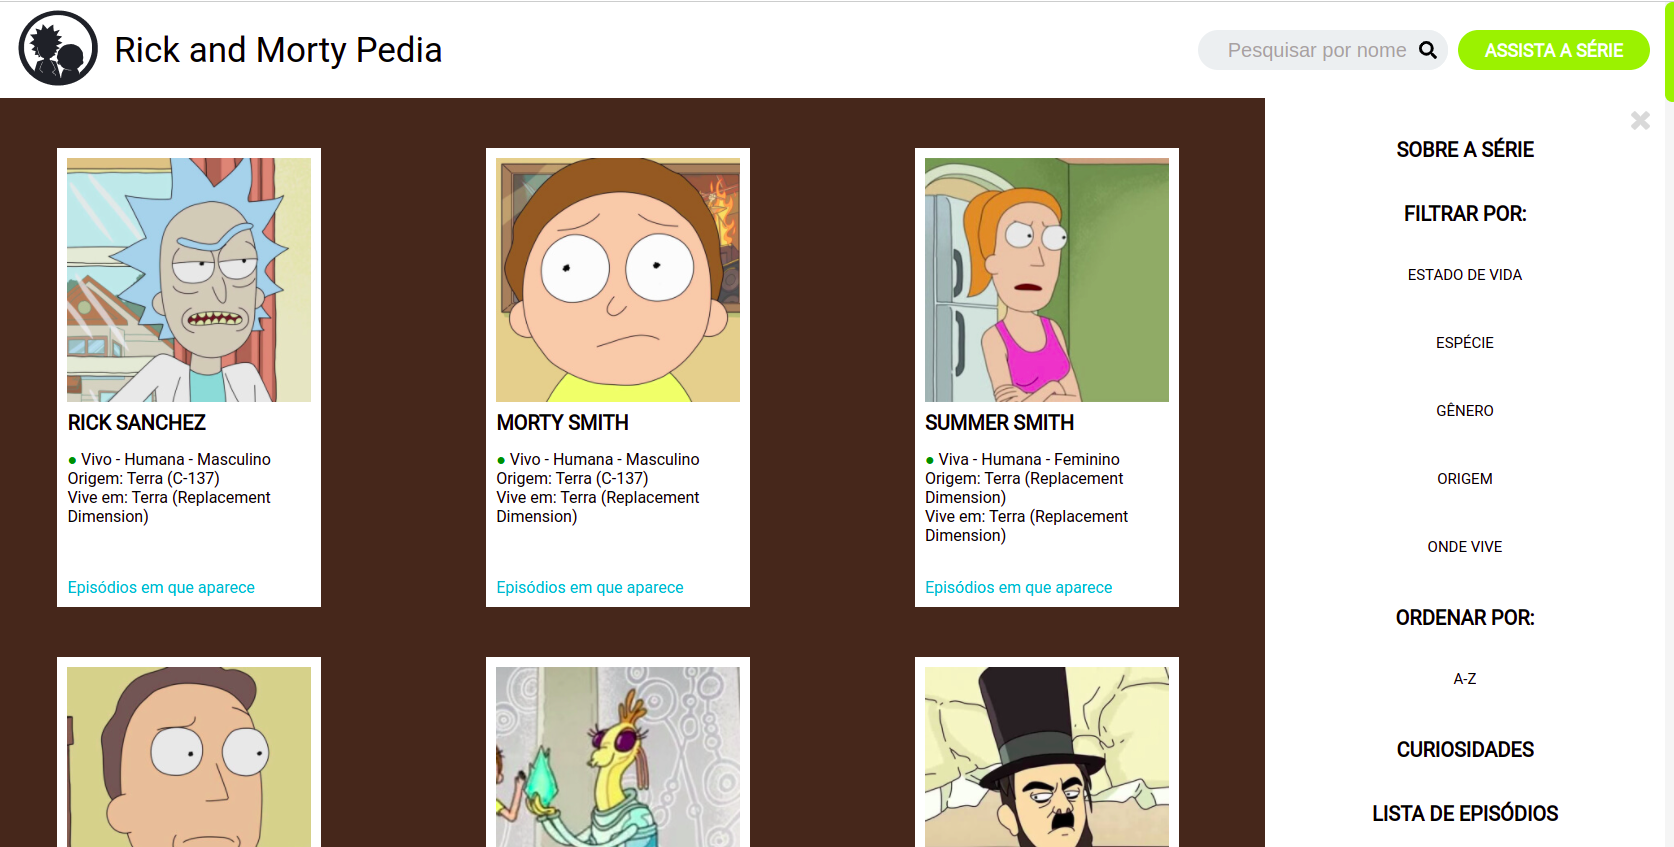 Rick and Morty Pedia
Pesquisar por nome
ASSISTA A SÉRIE
RICK SANCHEZ
● Vivo - Humana - Masculino
Origem: Terra (C-137)
Vive em: Terra (Replacement
Dimension)
Episódios em que aparece
MORTY SMITH
● Vivo - Humana - Masculino
Origem: Terra (C-137)
Vive em: Terra (Replacement
Dimension)
Episódios em que aparece
SUMMER SMITH
● Viva - Humana - Feminino
Origem: Terra (Replacement
Dimension)
Vive em: Terra (Replacement
Dimension)
Episódios em que aparece
SOBRE A SÉRIE
FILTRAR POR:
ESTADO DE VIDA
ESPÉCIE
GÊNERO
ORIGEM
ONDE VIVE
ORDENAR POR:
A-Z
CURIOSIDADES
LISTA DE EPISÓDIOS